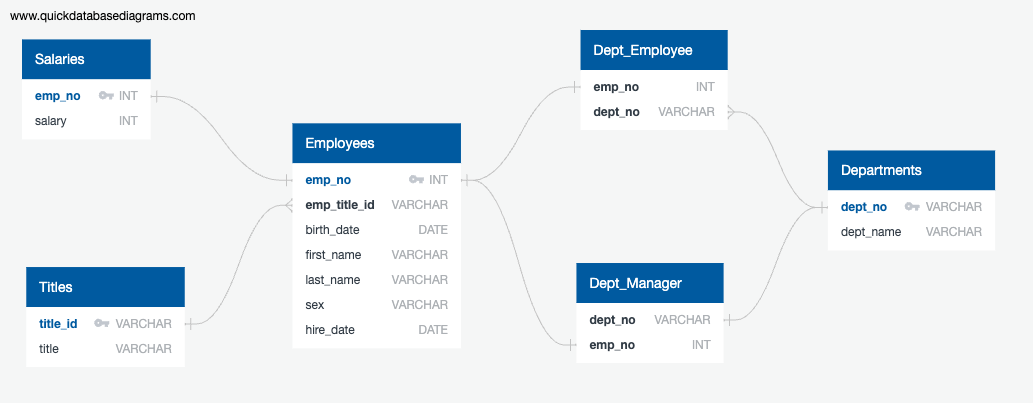 www.quickdatabasediagrams.com
Salaries
emp_no INT
salary INT
Titles
title_id VARCHAR
title VARCHAR
Employees
emp_no INT
emp_title_id VARCHAR
birth_date DATE
first_name VARCHAR
last_name VARCHAR
sex VARCHAR
hire_date DATE
Dept_Employee
emp_no INT
dept_no VARCHAR
Dept_Manager
dept_no VARCHAR
emp_no INT
Departments
dept_no VARCHAR
dept_name VARCHAR